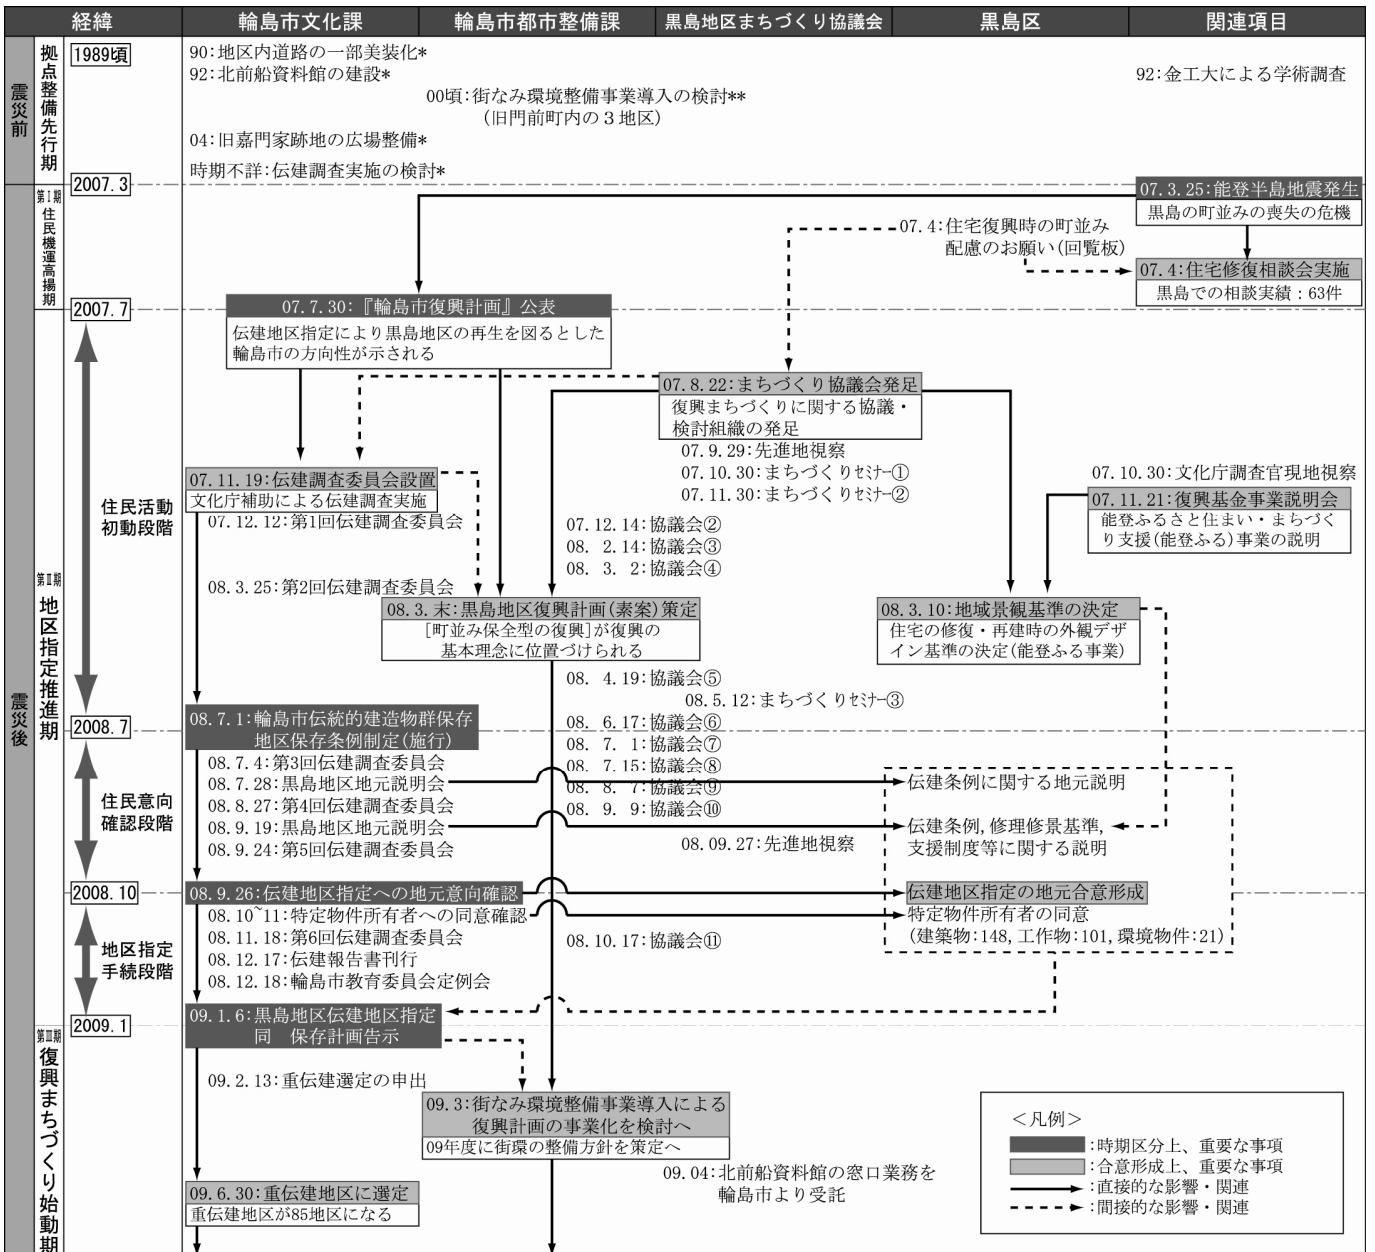 経緯
輪島市文化課
輪島市都市整備課
黒島地区まちづくり協議会
黒島区
関連項目
震災前
拠点整備先行期
1989頃
90:地区内道路の一部美装化*
92:北前船資料館の建設*
92:金工大による学術調査
00頃:街なみ環境整備事業導入の検討**
(旧門前町内の3地区)
04:旧嘉門家跡地の広場整備*
時期不詳:伝建調査実施の検討*
2007.3
震災後
第Ⅰ期
住民機運高揚期
07.3.25:能登半島地震発生
黒島の町並みの喪失の危機
07.4:住宅復興時の町並み
配慮のお願い(回覧板)
07.4:住宅修復相談会実施
黒島での相談実績:63件
2007.7
07.7.30:『輪島市復興計画』公表
伝建地区指定により黒島地区の再生を図るとした
輪島市の方向性が示される
第Ⅱ期
地区指定推進期
住民活動
初動段階
07.8.22:まちづくり協議会発足
復興まちづくりに関する協議・
検討組織の発足
07.9.29:先進地視察
07.10.30:まちづくりセミナー①
07.11.30:まちづくりセミナー②
07.10.30:文化庁調査官現地視察
07.11.21:復興基金事業説明会
能登ふるさと住まい・まちづく
り支援(能登ふる)事業の説明
07.11.19:伝建調査委員会設置
文化庁補助による伝建調査実施
07.12.12:第1回伝建調査委員会
07.12.14:協議会②
08. 2.14:協議会③
08. 3. 2:協議会④
08.3.25:第2回伝建調査委員会
08.3.末:黒島地区復興計画(素案)策定
[町並み保全型の復興]が復興の
基本理念に位置づけられる
08.3.10:地域景観基準の決定
住宅の修復・再建時の外観デザ
イン基準の決定(能登ふる事業)
08. 4.19:協議会⑤
08.5.12:まちづくりセミナー③
2008.7
08.7.1:輪島市伝統的建造物群保存
地区保存条例制定(施行)
08. 6.17:協議会⑥
08. 7. 1:協議会⑦
08. 7.15:協議会⑧
08. 8. 7:協議会⑨
08. 9. 9:協議会⑩
住民意向
確認段階
08.7.4:第3回伝建調査委員会
08.7.28:黒島地区地元説明会
08.8.27:第4回伝建調査委員会
08.9.19:黒島地区地元説明会
08.9.24:第5回伝建調査委員会
伝建条例に関する地元説明
伝建条例,修理修景基準,
支援制度等に関する説明
08.09.27:先進地視察
2008.10
08.9.26:伝建地区指定への地元意向確認
伝建地区指定の地元合意形成
地区指定
手続段階
08.10~11:特定物件所有者への同意確認
特定物件所有者の同意
(建築物:148,工作物:101,環境物件:21)
08.11.18:第6回伝建調査委員会
08.10.17:協議会⑪
08.12.17:伝建報告書刊行
08.12.18:輪島市教育委員会定例会
2009.1
09.1.6:黒島地区伝建地区指定
同 保存計画告示
第Ⅲ期
復興まちづくり始動期
09.2.13:重伝建選定の申出
09.3:街なみ環境整備事業導入による
復興計画の事業化を検討へ
09年度に街環の整備方針を策定へ
09.04:北前船資料館の窓口業務を
輪島市より受託
09.6.30:重伝建地区に選定
重伝建地区が85地区になる
<凡例>
:時期区分上、重要な事項
:合意形成上、重要な事項
:直接的な影響・関連
:間接的な影響・関連